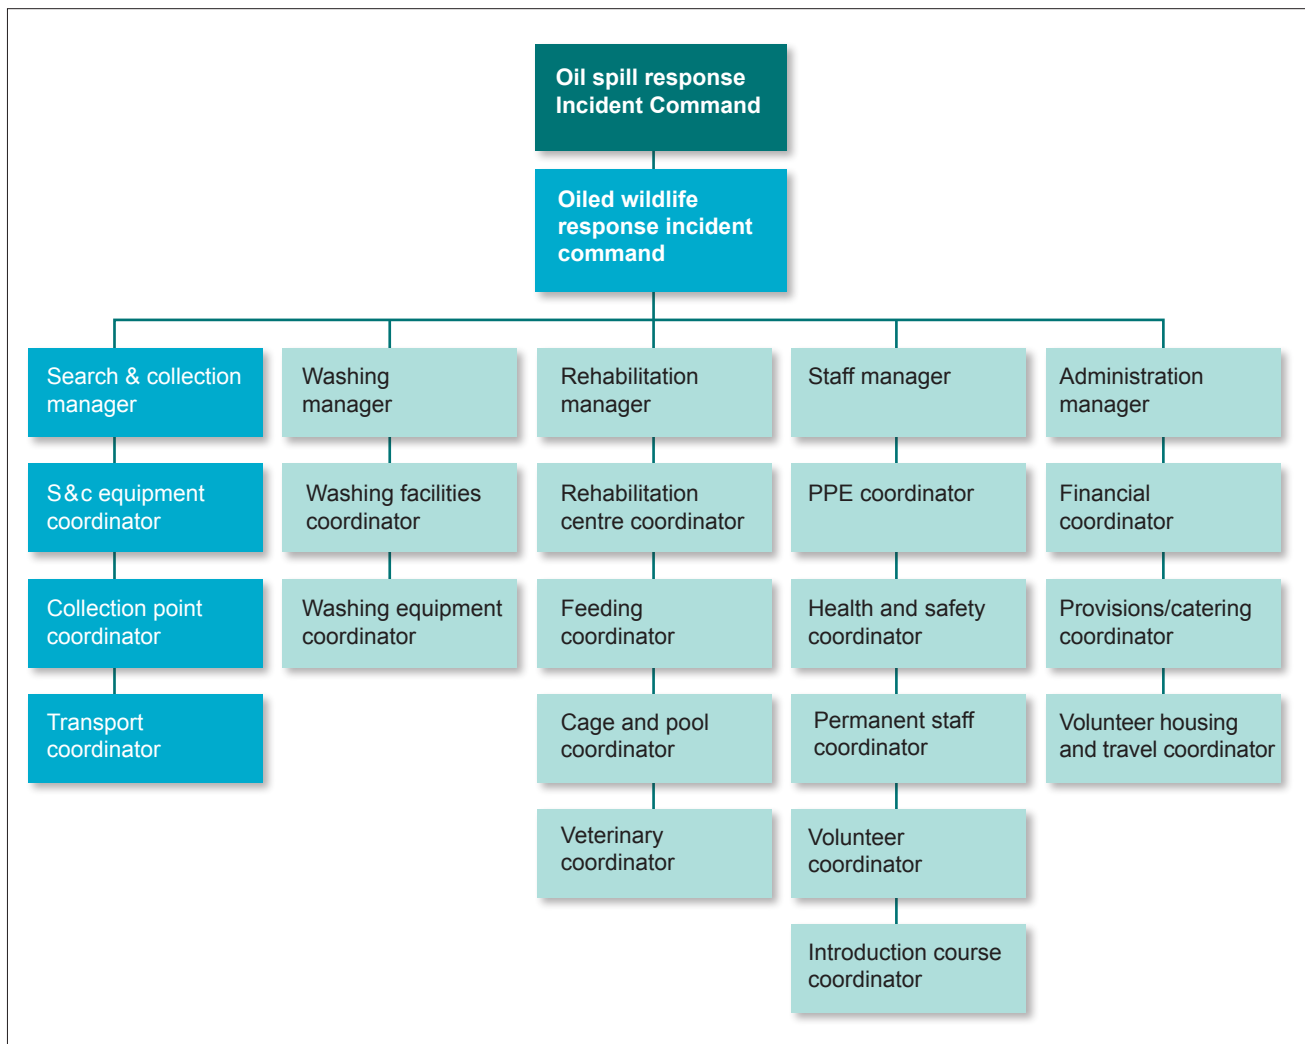 Oil spill response
Incident Command
Oiled wildlife
response incident
command
Search & collection
manager
S&c equipment
coordinator
Collection point
coordinator
Transport
coordinator
Washing
manager
Washing facilities
coordinator
Washing equipment
coordinator
Rehabilitation
manager
Rehabilitation
centre coordinator
Feeding
coordinator
Cage and pool
coordinator
Veterinary
coordinator
Staff manager
PPE coordinator
Health and safety
coordinator
Permanent staff
coordinator
Volunteer
coordinator
Introduction course
coordinator
Administration
manager
Financial
coordinator
Provisions/catering
coordinator
Volunteer housing
and travel coordinator